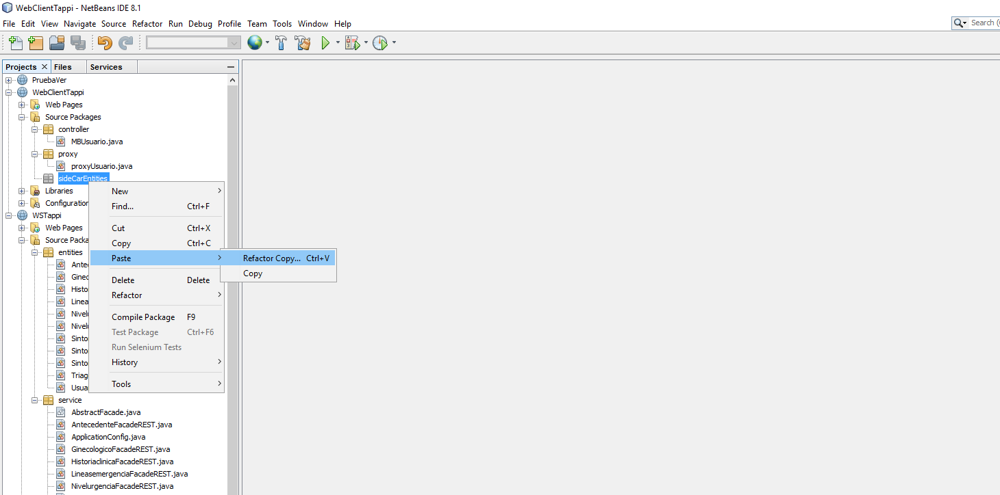 WebClientTappi - NetBeans IDE 8.1
File Edit View Navigate Source Refactor Run Debug Profile Team Tools Window Help
Search (
Projects Files Services
PruebaVer
WebClientTappi
Web Pages
Source Packages
controller
MBUsuario.java
proxy
proxyUsuario.java
sideCarEntities
Libraries
Configuration
WSTappi
Web Pages
Source Packa
entities
Ante
Gine
Histo
Linea
Nivelu
Nivelu
Sinto
Sinto
Sinto
Triag
Usua
service
AbstractFacade.java
AntecedenteFacadeREST.java
ApplicationConfig.java
GinecologicoFacadeREST.java
HistoriaclinicaFacadeREST.java
LineasemergenciaFacadeREST.java
NivelurgenciaFacadeREST.java
New
Find... Ctrl+F
Cut Ctrl+X
Copy Ctrl+C
Paste
Delete Delete
Refactor
Compile Package F9
Test Package Ctrl+F6
Run Selenium Tests
History
Tools
Refactor Copy... Ctrl+V
Copy